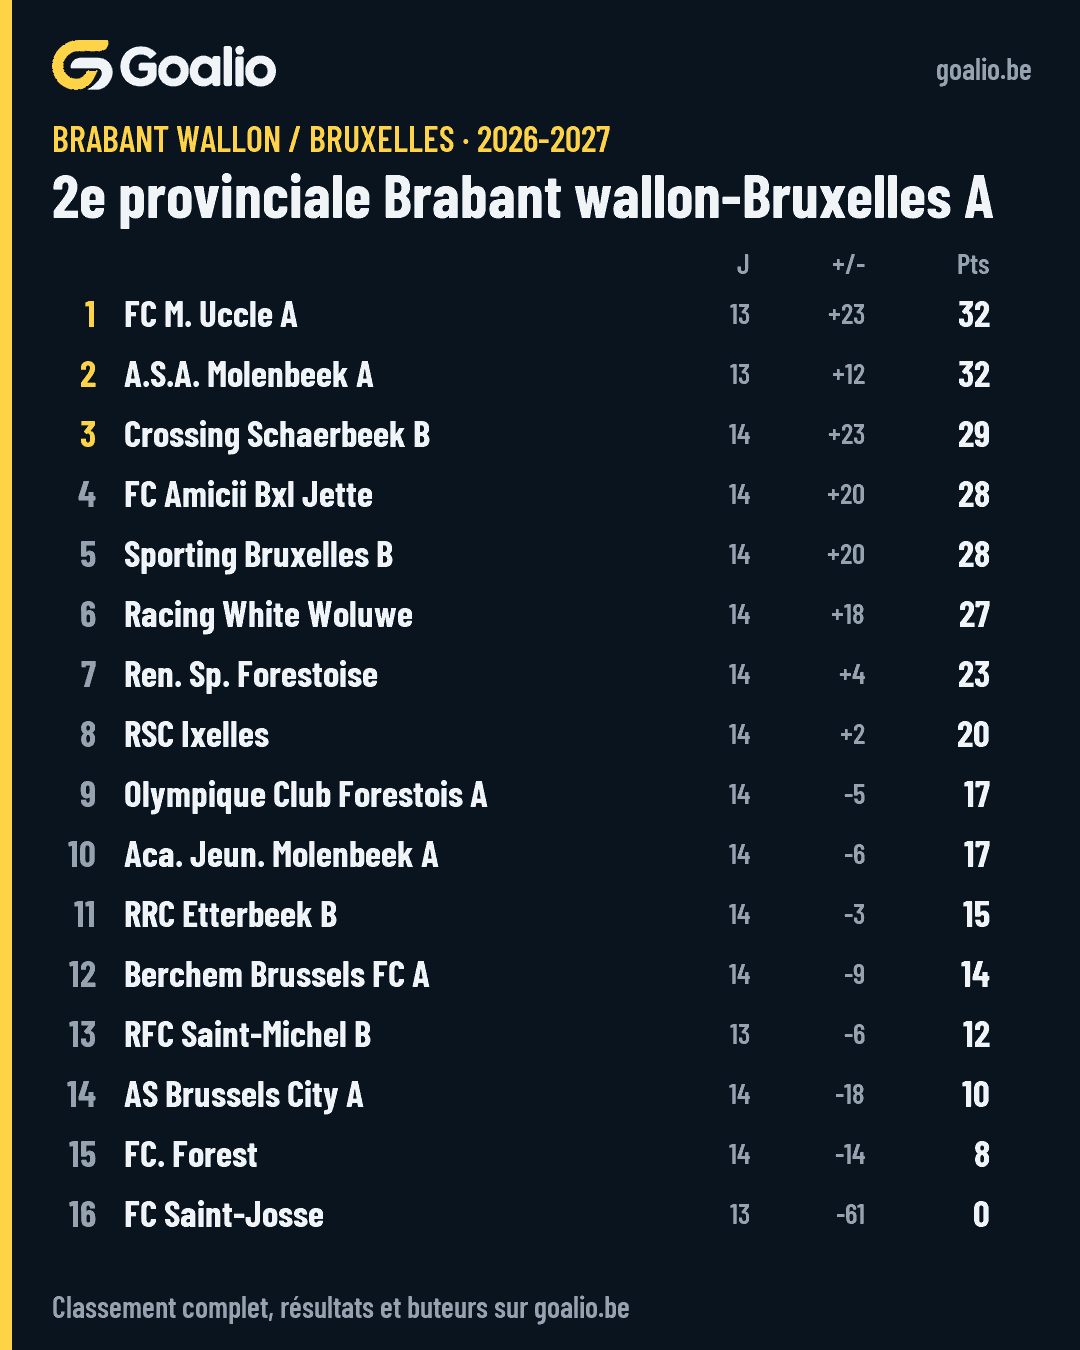 Goalio
goalio.be
BRABANT WALLON / BRUXELLES · 2026-2027
2e provinciale Brabant wallon-Bruxelles A
J +/- Pts
1 FC M. Uccle A 13 +23 32
2 A.S.A. Molenbeek A 13 +12 32
3 Crossing Schaerbeek B 14 +23 29
4 FC Amicii Bxl Jette 14 +20 28
5 Sporting Bruxelles B 14 +20 28
6 Racing White Woluwe 14 +18 27
7 Ren. Sp. Forestoise 14 +4 23
8 RSC Ixelles 14 +2 20
9 Olympique Club Forestois A 14 -5 17
10 Aca. Jeun. Molenbeek A 14 -6 17
11 RRC Etterbeek B 14 -3 15
12 Berchem Brussels FC A 14 -9 14
13 RFC Saint-Michel B 13 -6 12
14 AS Brussels City A 14 -18 10
15 FC. Forest 14 -14 8
16 FC Saint-Josse 13 -61 0
Classement complet, résultats et buteurs sur goalio.be